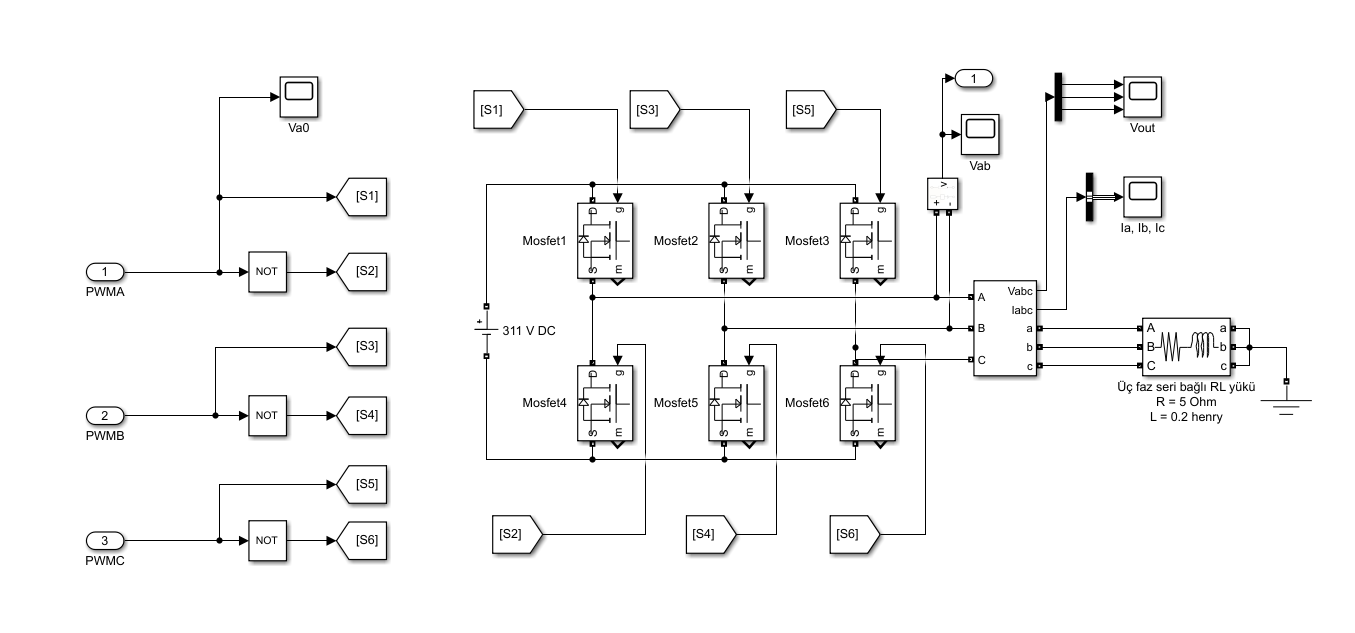 Va0
[S1]
1
PWMA
NOT
[S2]
[S3]
2
PWMB
NOT
[S4]
[S5]
3
PWMC
NOT
[S6]
[S1]
[S3]
[S5]
D
g
S
m
Mosfet1
D
g
S
m
Mosfet2
D
g
S
m
Mosfet3
+
311 V DC
D
g
S
m
Mosfet4
D
g
S
m
Mosfet5
D
g
S
m
Mosfet6
[S2]
[S4]
[S6]
1
Vab
v
+ -
Vout
Ia, Ib, Ic
A
B
C
Vabc
Iabc
a
b
c
A
B
C
a
b
c
Üç faz seri bağlı RL yükü
R = 5 Ohm
L = 0.2 henry